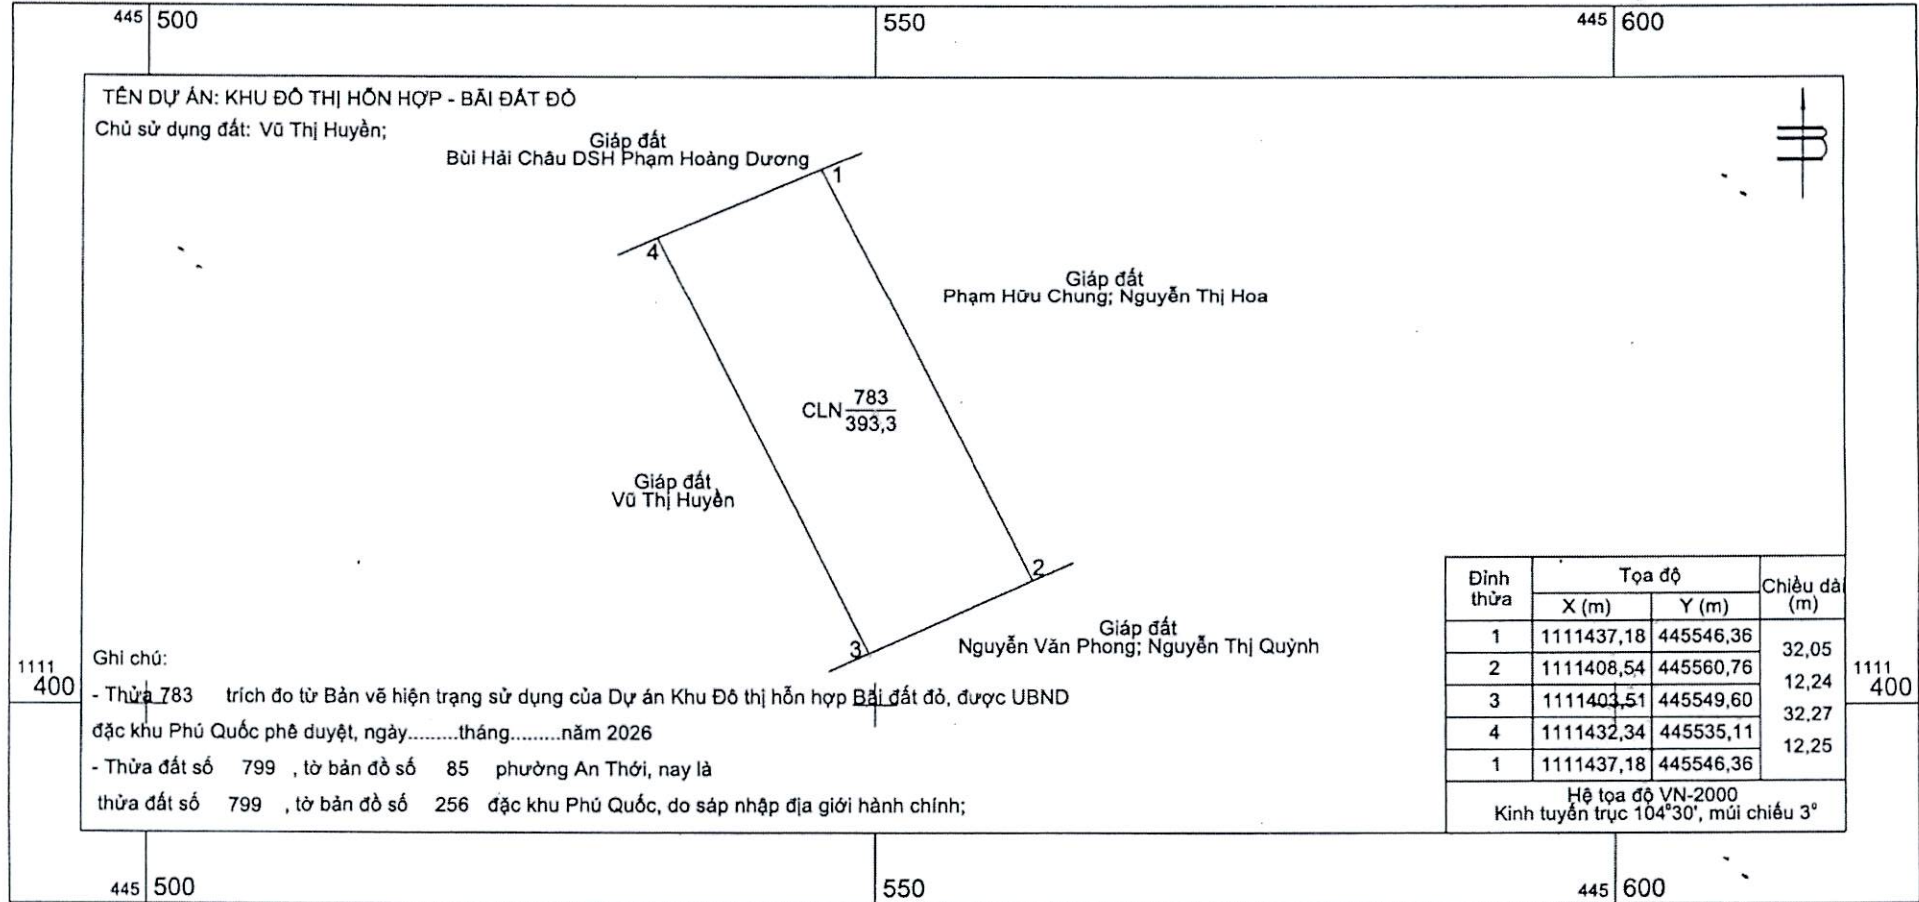 445 500
550
445 600
TÊN DỰ ÁN: KHU ĐÔ THỊ HỖN HỢP - BÃI ĐẤT ĐỎ
Chủ sử dụng đất: Vũ Thị Huyền;
B
Giáp đất
Bùi Hải Châu DSH Phạm Hoàng Dương
1
4
Giáp đất
Phạm Hữu Chung; Nguyễn Thị Hoa
CLN 783
393,3
Giáp đất
Vũ Thị Huyền
2
3
Giáp đất
Nguyễn Văn Phong; Nguyễn Thị Quỳnh
Đỉnh thửa Tọa độ Chiều dài (m)
X (m) Y (m)
1 1111437,18 445546,36
32,05
2 1111408,54 445560,76
12,24
3 1111403,51 445549,60
32,27
4 1111432,34 445535,11
12,25
1 1111437,18 445546,36
Hệ tọa độ VN-2000
Kinh tuyến trục 104°30', múi chiếu 3°
1111
400
1111
400
Ghi chú:
- Thửa 783 trích đo từ Bản vẽ hiện trạng sử dụng của Dự án Khu Đô thị hỗn hợp Bãi đất đỏ, được UBND
đặc khu Phú Quốc phê duyệt, ngày.........tháng.........năm 2026
- Thửa đất số 799 , tờ bản đồ số 85 phường An Thới, nay là
thửa đất số 799 , tờ bản đồ số 256 đặc khu Phú Quốc, do sáp nhập địa giới hành chính;
445 500
550
445 600